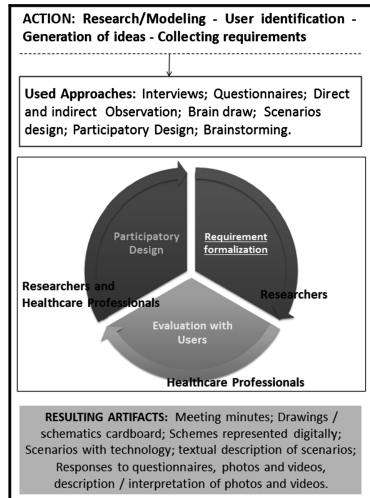 ACTION: Research/Modeling - User identification -
Generation of ideas - Collecting requirements
Used Approaches: Interviews; Questionnaires; Direct
and indirect Observation; Brain draw; Scenarios
design; Participatory Design; Brainstorming.
Participatory
Design
Requirement
formalization
Researchers and
Healthcare Professionals
Researchers
Evaluation with
Users
Healthcare Professionals
RESULTING ARTIFACTS: Meeting minutes; Drawings /
schematics cardboard; Schemes represented digitally;
Scenarios with technology; textual description of scenarios;
Responses to questionnaires, photos and videos,
description / interpretation of photos and videos.